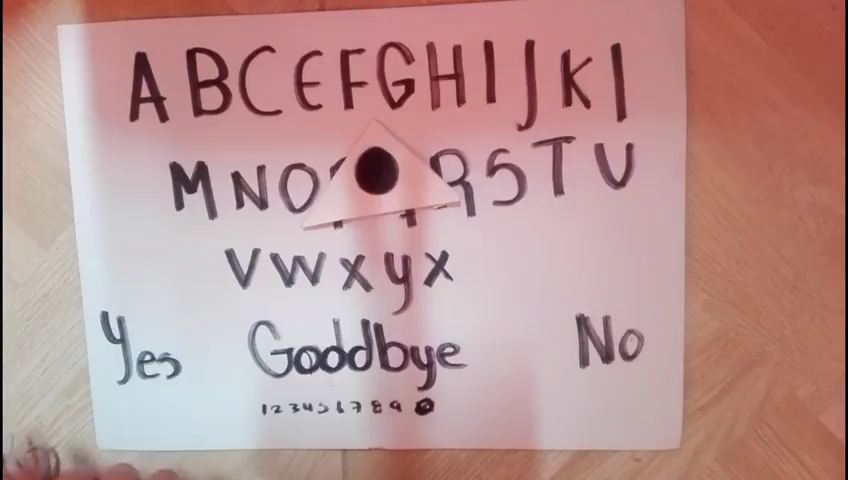 A B C E F G H I J K l
M N O P q R S T U
V W X y X
Yes Goodbye No
1 2 3 4 5 6 7 8 9 0